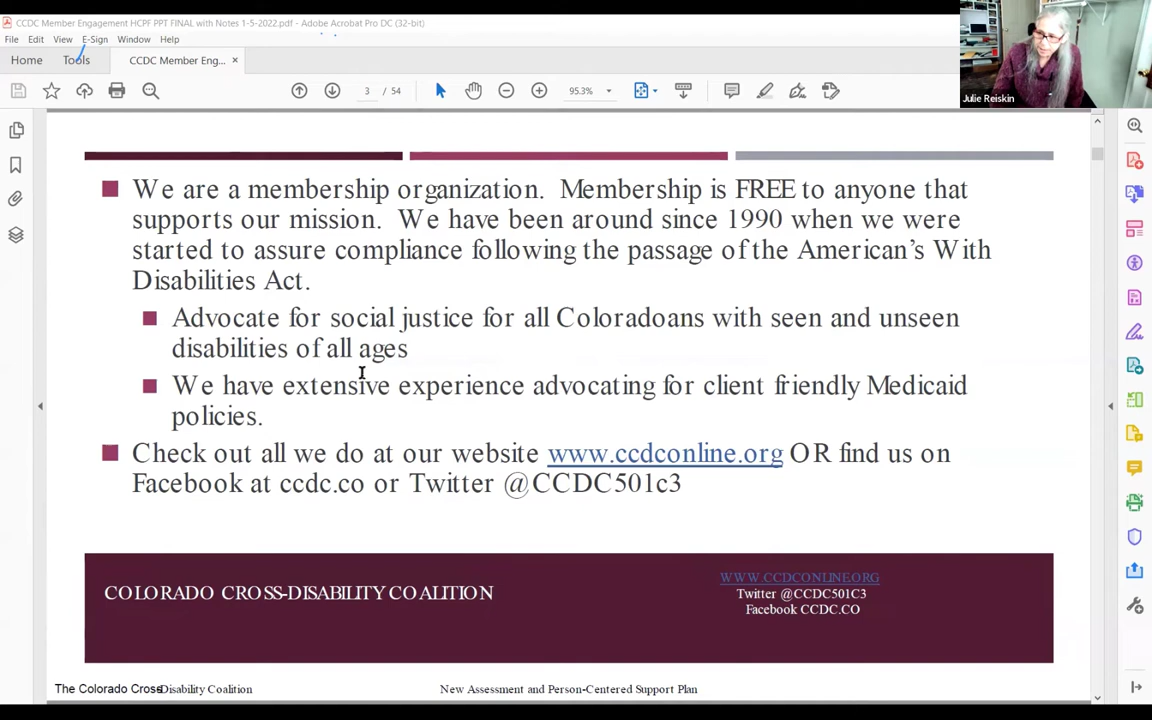 CCDC Member Engagement HCPF PPT FINAL with Notes 1-5-2022.pdf - Adobe Acrobat Pro DC (32-bit)
File Edit View E-Sign Window Help
Home Tools CCDC Member Eng... ×
3 / 54 95.3%
Julie Reiskin
We are a membership organization. Membership is FREE to anyone that
supports our mission. We have been around since 1990 when we were
started to assure compliance following the passage of the American's With
Disabilities Act.
Advocate for social justice for all Coloradoans with seen and unseen
disabilities of all ages
We have extensive experience advocating for client friendly Medicaid
policies.
Check out all we do at our website www.ccdconline.org OR find us on
Facebook at ccdc.co or Twitter @CCDC501c3
COLORADO CROSS-DISABILITY COALITION
WWW.CCDCONLINE.ORG
Twitter @CCDC501C3
Facebook CCDC.CO
The Colorado Cross-Disability Coalition New Assessment and Person-Centered Support Plan